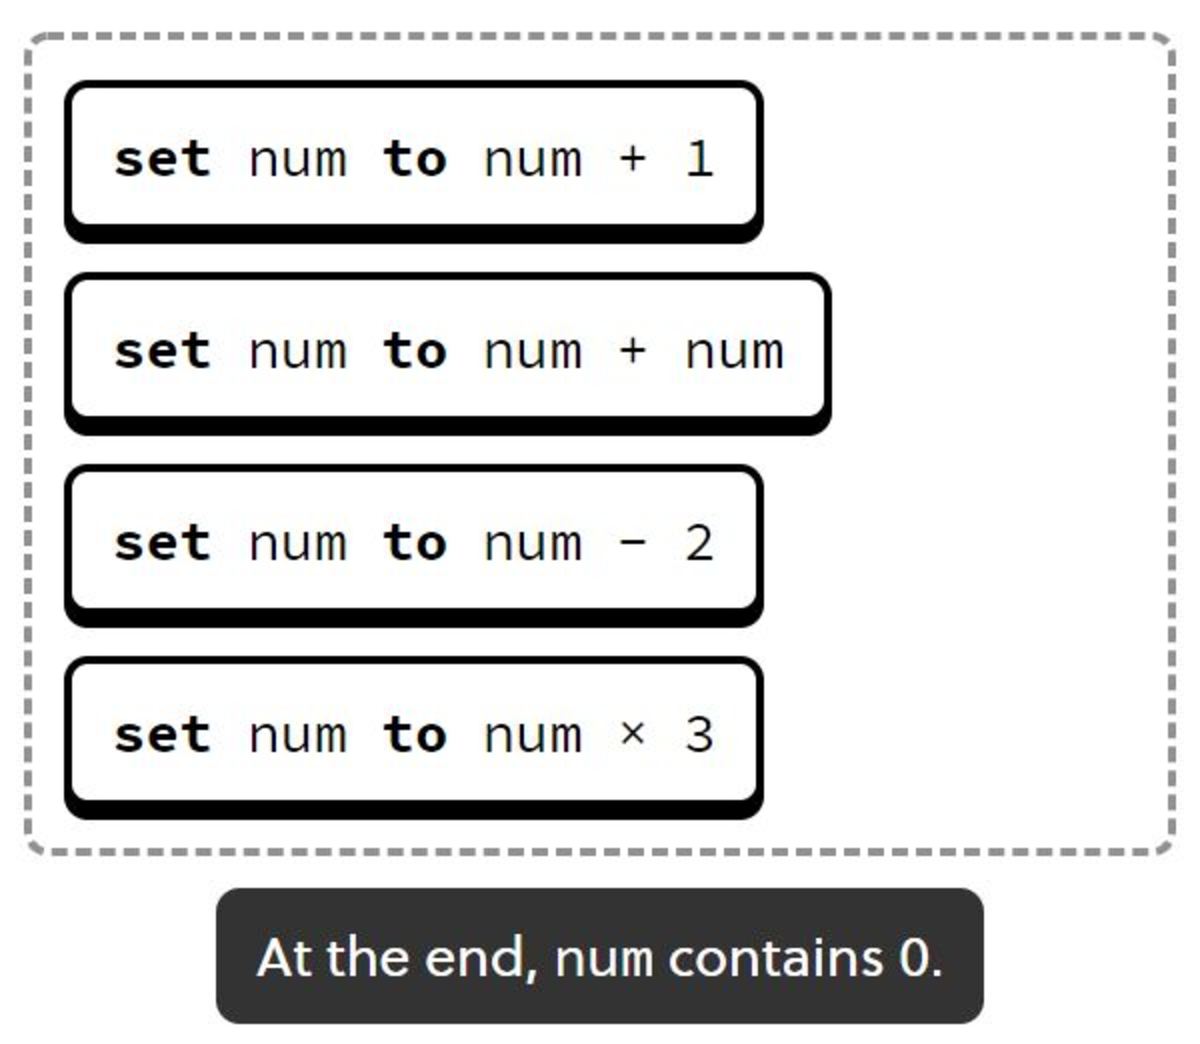 set num to num + 1
set num to num + num
set num to num − 2
set num to num × 3
At the end, num contains 0.